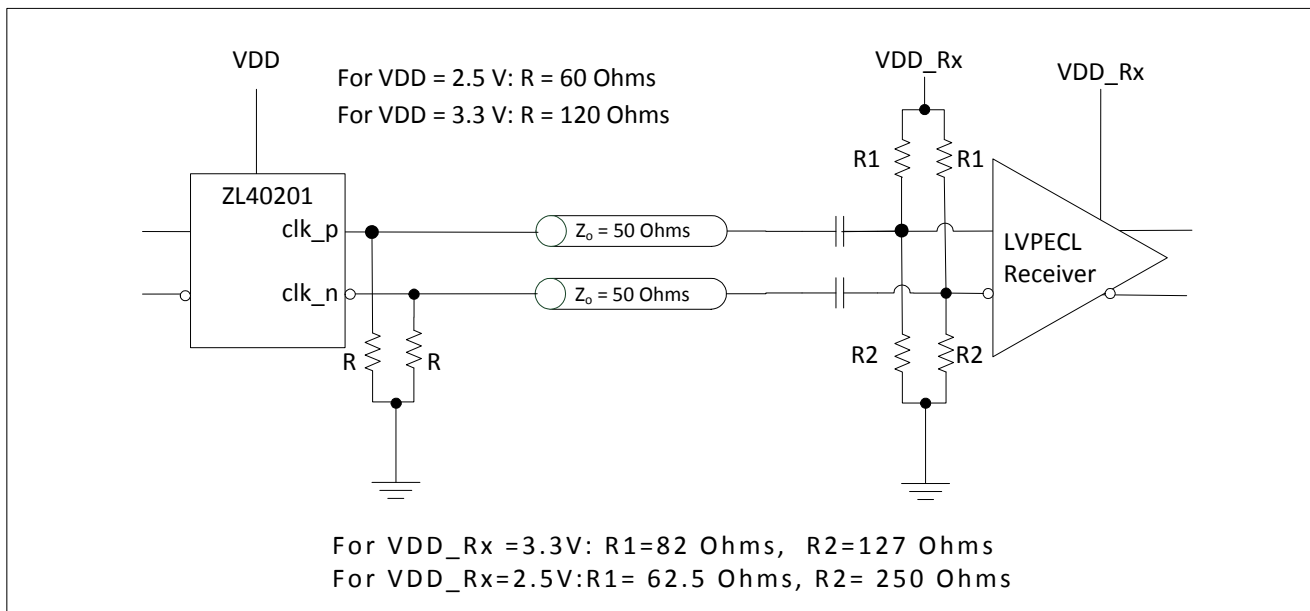 VDD
For VDD = 2.5 V: R = 60 Ohms
For VDD = 3.3 V: R = 120 Ohms
VDD_Rx
VDD_Rx
R1
R1
ZL40201
clk_p
Zo = 50 Ohms
LVPECL
Receiver
clk_n
Zo = 50 Ohms
R
R
R2
R2
For VDD_Rx =3.3V: R1=82 Ohms, R2=127 Ohms
For VDD_Rx=2.5V:R1= 62.5 Ohms, R2= 250 Ohms